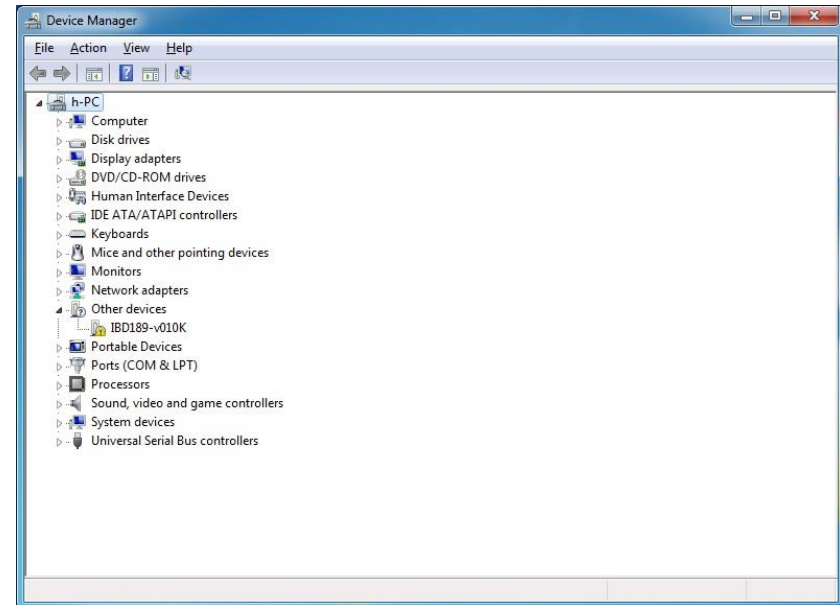 Device Manager
File Action View Help
h-PC
Computer
Disk drives
Display adapters
DVD/CD-ROM drives
Human Interface Devices
IDE ATA/ATAPI controllers
Keyboards
Mice and other pointing devices
Monitors
Network adapters
Other devices
IBD189-v010K
Portable Devices
Ports (COM & LPT)
Processors
Sound, video and game controllers
System devices
Universal Serial Bus controllers